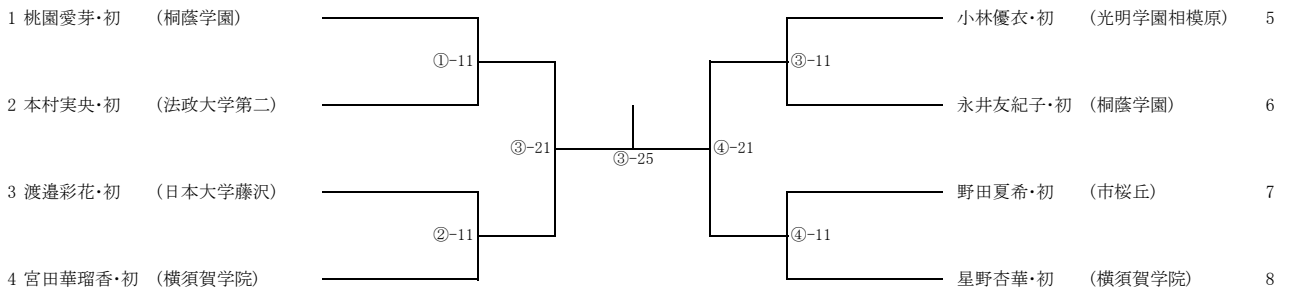 1 桃園愛芽・初 (桐蔭学園)
①-11
2 本村実央・初 (法政大学第二)
③-21
3 渡邉彩花・初 (日本大学藤沢)
②-11
4 宮田華瑠香・初 (横須賀学院)
③-25
小林優衣・初 (光明学園相模原) 5
③-11
永井友紀子・初 (桐蔭学園) 6
④-21
野田夏希・初 (市桜丘) 7
④-11
星野杏華・初 (横須賀学院) 8